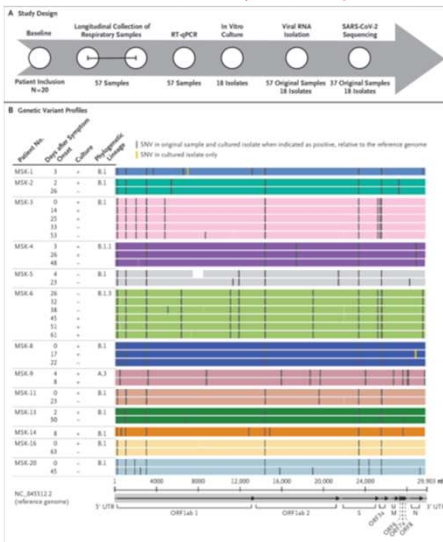 A Study Design
Baseline
Longitudinal Collection of
Respiratory Samples
RT-qPCR
In Vitro
Culture
Viral RNA
Isolation
SARS-CoV-2
Sequencing
Patient Inclusion
N=20
57 Samples
57 Samples
18 Isolates
57 Original Samples
18 Isolates
37 Original Samples
18 Isolates
B Genetic Variant Profiles
Patient No.
Days after Symptom
Onset
Culture
Phylogenetic
Lineage
SNV in original sample and cultured isolate when indicated as positive, relative to the reference genome
SNV in cultured isolate only
MSK-1 3 + B.1
MSK-2 2 + B.1
26 –
MSK-3 0 + B.1
14 +
25 +
33 –
53 –
MSK-4 3 + B.1.1
26 +
48 –
MSK-5 4 – B.1
23 –
MSK-6 26 – B.1.3
32 –
38 –
45 +
51 +
61 +
MSK-8 0 + B.1
17 +
22 –
MSK-9 4 + A.3
8 +
MSK-11 0 + B.1
23 –
MSK-13 2 + B.1
50 –
MSK-14 8 + B.1
MSK-16 0 + B.1
63 –
MSK-20 0 + B.1
45 –
NC_045512.2
(reference genome)
1 4000 8000 12,000 16,000 20,000 24,000 29,903 nt
5' UTR
ORF1ab 1
ORF1ab 2
S
ORF3a
M
N
3' UTR